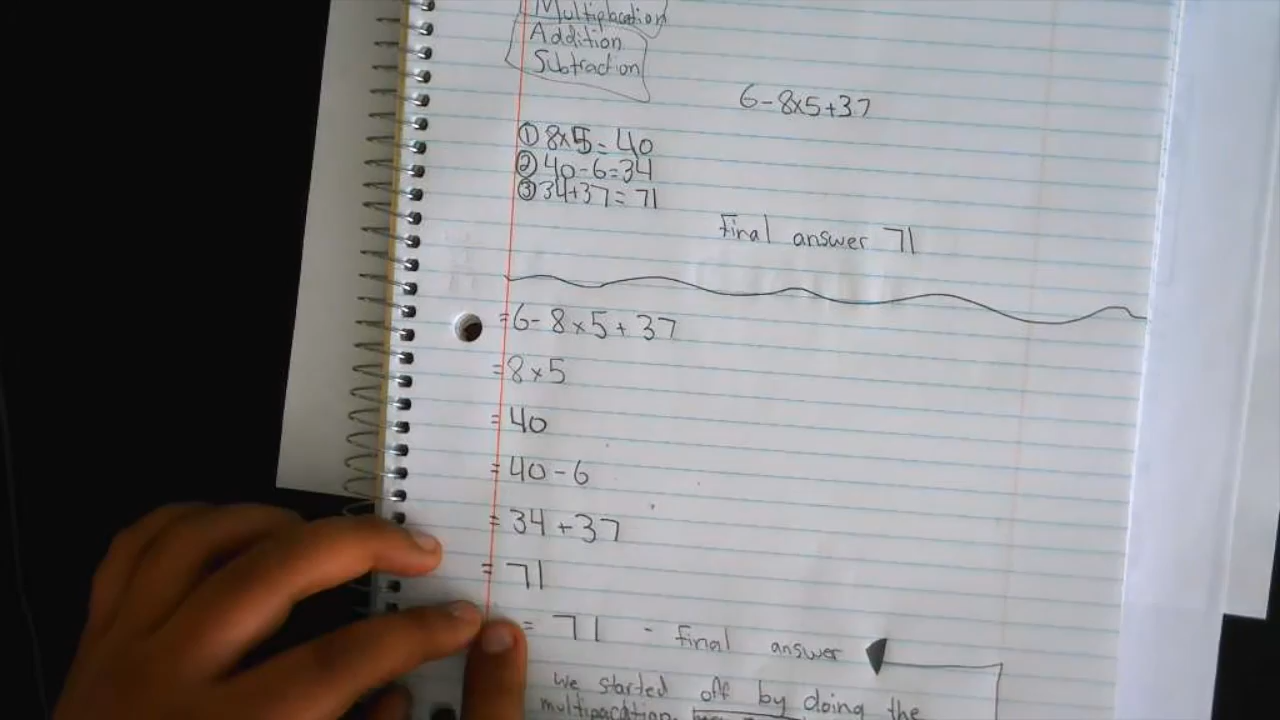 Multiplication
Addition
Subtraction
6-8x5+37
① 8x5=40
② 40-6=34
③ 34+37=71
Final answer 71
=6-8x5+37
=8x5
=40
=40-6
=34+37
=71
=71 - Final answer
We started off by doing the